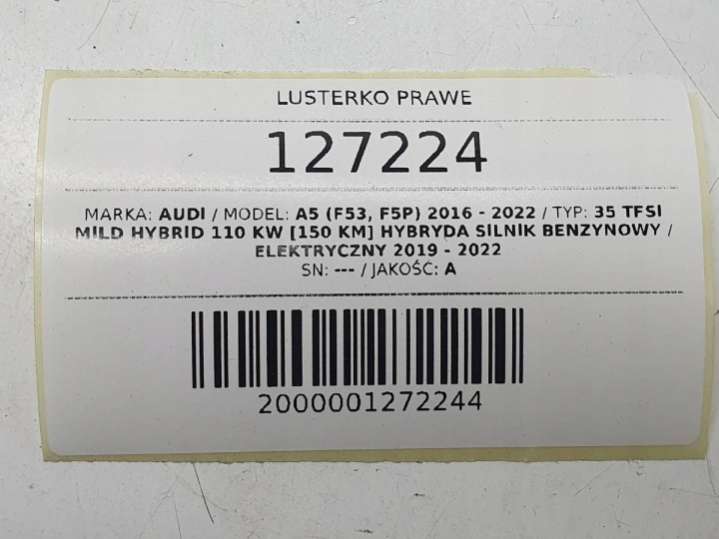 LUSTERKO PRAWE
127224
MARKA: AUDI / MODEL: A5 (F53, F5P) 2016 - 2022 / TYP: 35 TFSI
MILD HYBRID 110 KW [150 KM] HYBRYDA SILNIK BENZYNOWY /
ELEKTRYCZNY 2019 - 2022
SN: --- / JAKOŚĆ: A
2000001272244